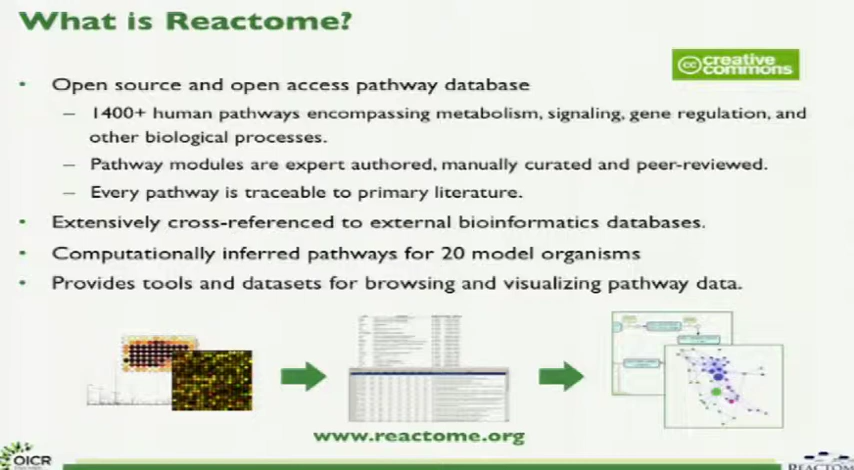 What is Reactome?
cc creative
commons
• Open source and open access pathway database
– 1400+ human pathways encompassing metabolism, signaling, gene regulation, and
other biological processes.
– Pathway modules are expert authored, manually curated and peer-reviewed.
– Every pathway is traceable to primary literature.
• Extensively cross-referenced to external bioinformatics databases.
• Computationally inferred pathways for 20 model organisms
• Provides tools and datasets for browsing and visualizing pathway data.
www.reactome.org
OICR
REACTOME